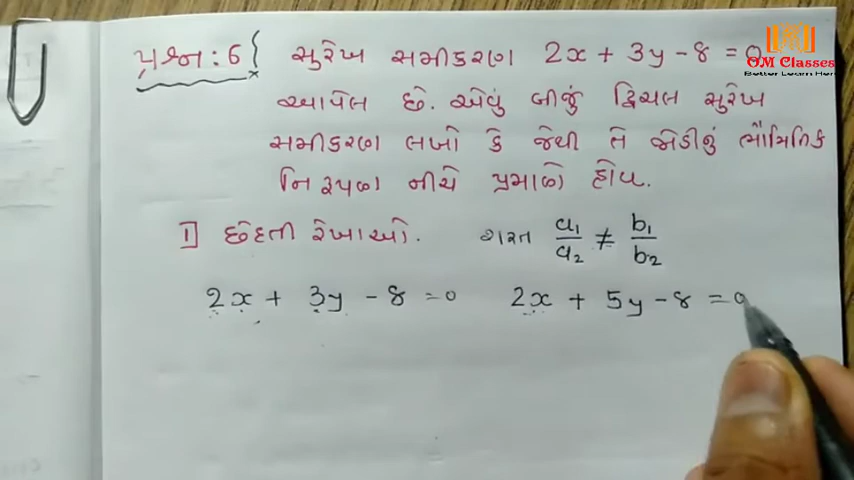 પ્રશ્ન : 6 સુરેખ સમીકરણ 2x + 3y - 8 = 0
OM Classes
Better Learn Here
આપેલ છે. એવું બીજું દ્વિચલ સુરેખ
સમીકરણ લખો કે જેથી તે જોડીનું ભૌમિતિક
નિરૂપણ નીચે પ્રમાણે હોય.
1] છેદતી રેખાઓ. શરત a₁/a₂ ≠ b₁/b₂
2x + 3y - 8 = 0 2x + 5y - 8 = 0